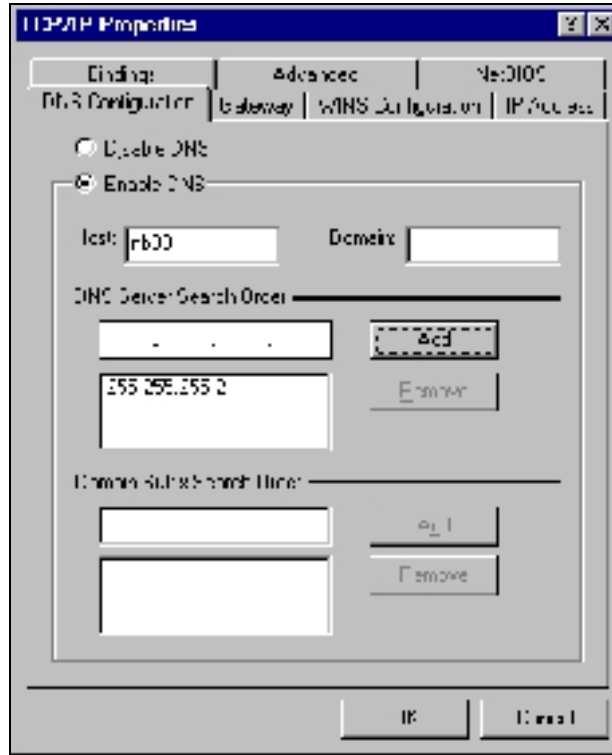 TCP/IP Properties
Bindings Advanced NetBIOS
DNS Configuration Gateway WINS Configuration IP Address
Disable DNS
Enable DNS
Host: Domain:
DNS Server Search Order
Add
255.255.255.2
Remove
Domain Suffix Search Order
Add
Remove
OK Cancel